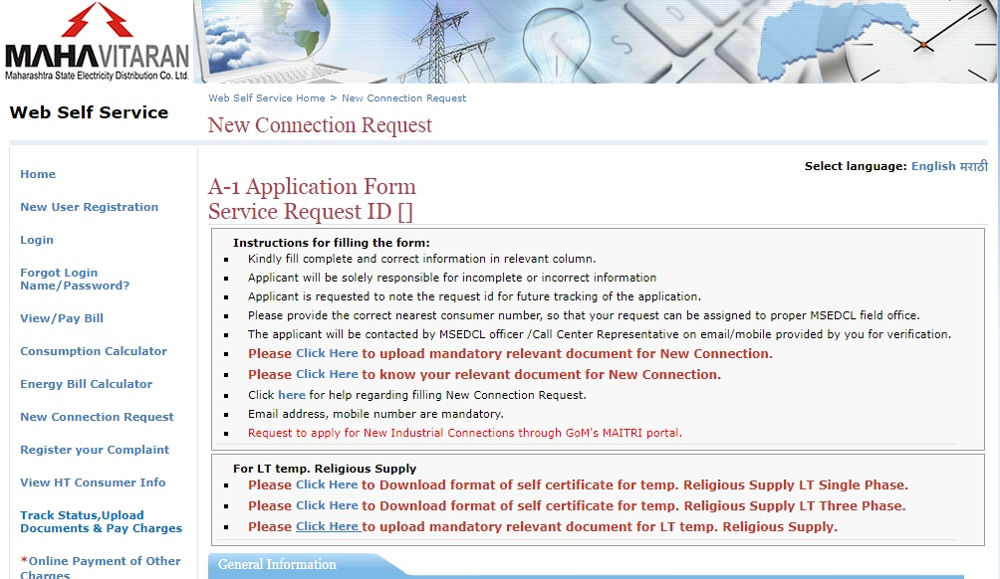 MAHAVITARAN
Maharashtra State Electricity Distribution Co. Ltd.
Web Self Service
Web Self Service Home > New Connection Request
New Connection Request
Select language: English मराठी
Home
New User Registration
Login
Forgot Login
Name/Password?
View/Pay Bill
Consumption Calculator
Energy Bill Calculator
New Connection Request
Register your Complaint
View HT Consumer Info
Track Status,Upload
Documents & Pay Charges
*Online Payment of Other
Charges
A-1 Application Form
Service Request ID []
Instructions for filling the form:
Kindly fill complete and correct information in relevant column.
Applicant will be solely responsible for incomplete or incorrect information
Applicant is requested to note the request id for future tracking of the application.
Please provide the correct nearest consumer number, so that your request can be assigned to proper MSEDCL field office.
The applicant will be contacted by MSEDCL officer /Call Center Representative on email/mobile provided by you for verification.
Please Click Here to upload mandatory relevant document for New Connection.
Please Click Here to know your relevant document for New Connection.
Click here for help regarding filling New Connection Request.
Email address, mobile number are mandatory.
Request to apply for New Industrial Connections through GoM's MAITRI portal.
For LT temp. Religious Supply
Please Click Here to Download format of self certificate for temp. Religious Supply LT Single Phase.
Please Click Here to Download format of self certificate for temp. Religious Supply LT Three Phase.
Please Click Here to upload mandatory relevant document for LT temp. Religious Supply.
General Information